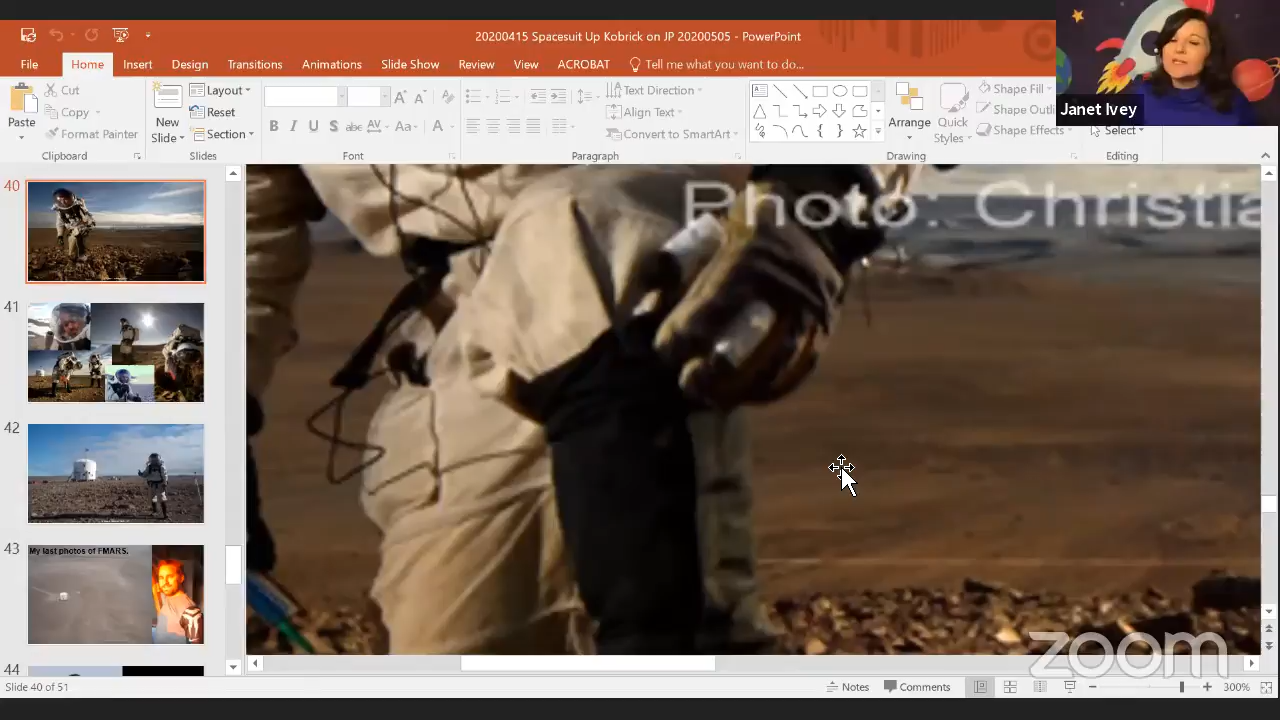 20200415 Spacesuit Up Kobrick on JP 20200505 - PowerPoint
File Home Insert Design Transitions Animations Slide Show Review View ACROBAT Tell me what you want to do...
Janet Ivey
Paste
Cut
Copy
Format Painter
Clipboard
New
Slide
Layout
Reset
Section
Slides
B I U S abc AV Aa A
Font
Text Direction
Align Text
Convert to SmartArt
Paragraph
Arrange
Quick
Styles
Shape Fill
Shape Outli
Shape Effects
Drawing
Select
Editing
40
41
42
43
My last photos of FMARS.
44
Photo: Christia
zoom
Slide 40 of 51
Notes
Comments
300%